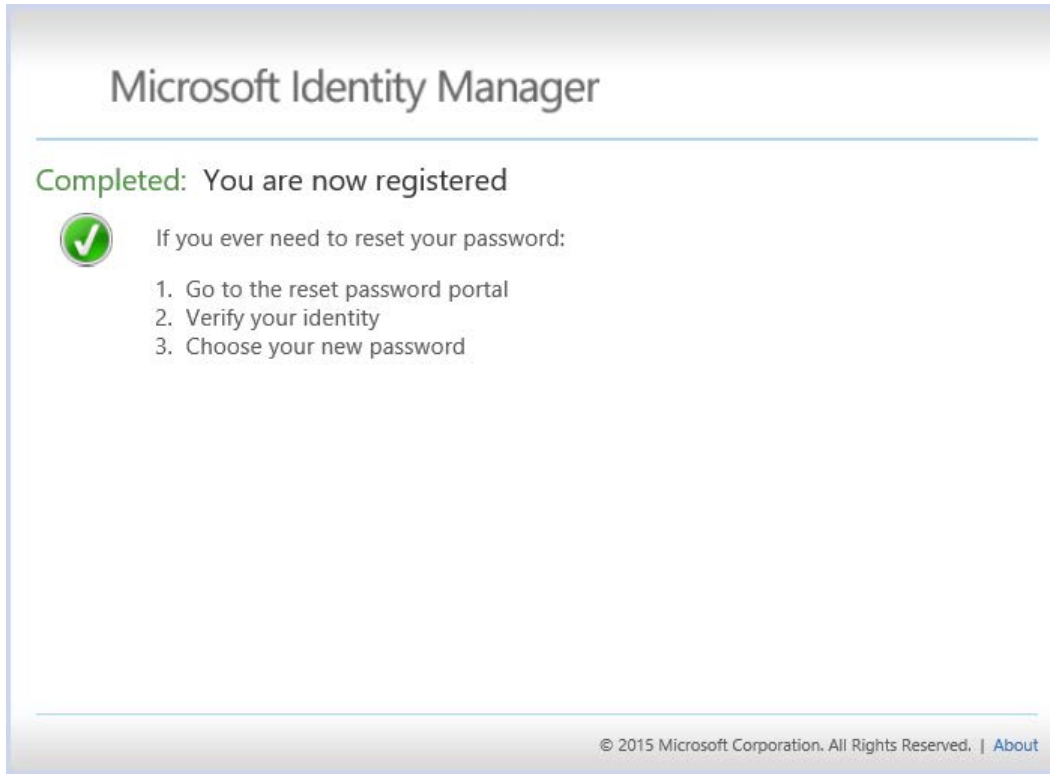 Microsoft Identity Manager
Completed: You are now registered
If you ever need to reset your password:
1. Go to the reset password portal
2. Verify your identity
3. Choose your new password
© 2015 Microsoft Corporation. All Rights Reserved. | About